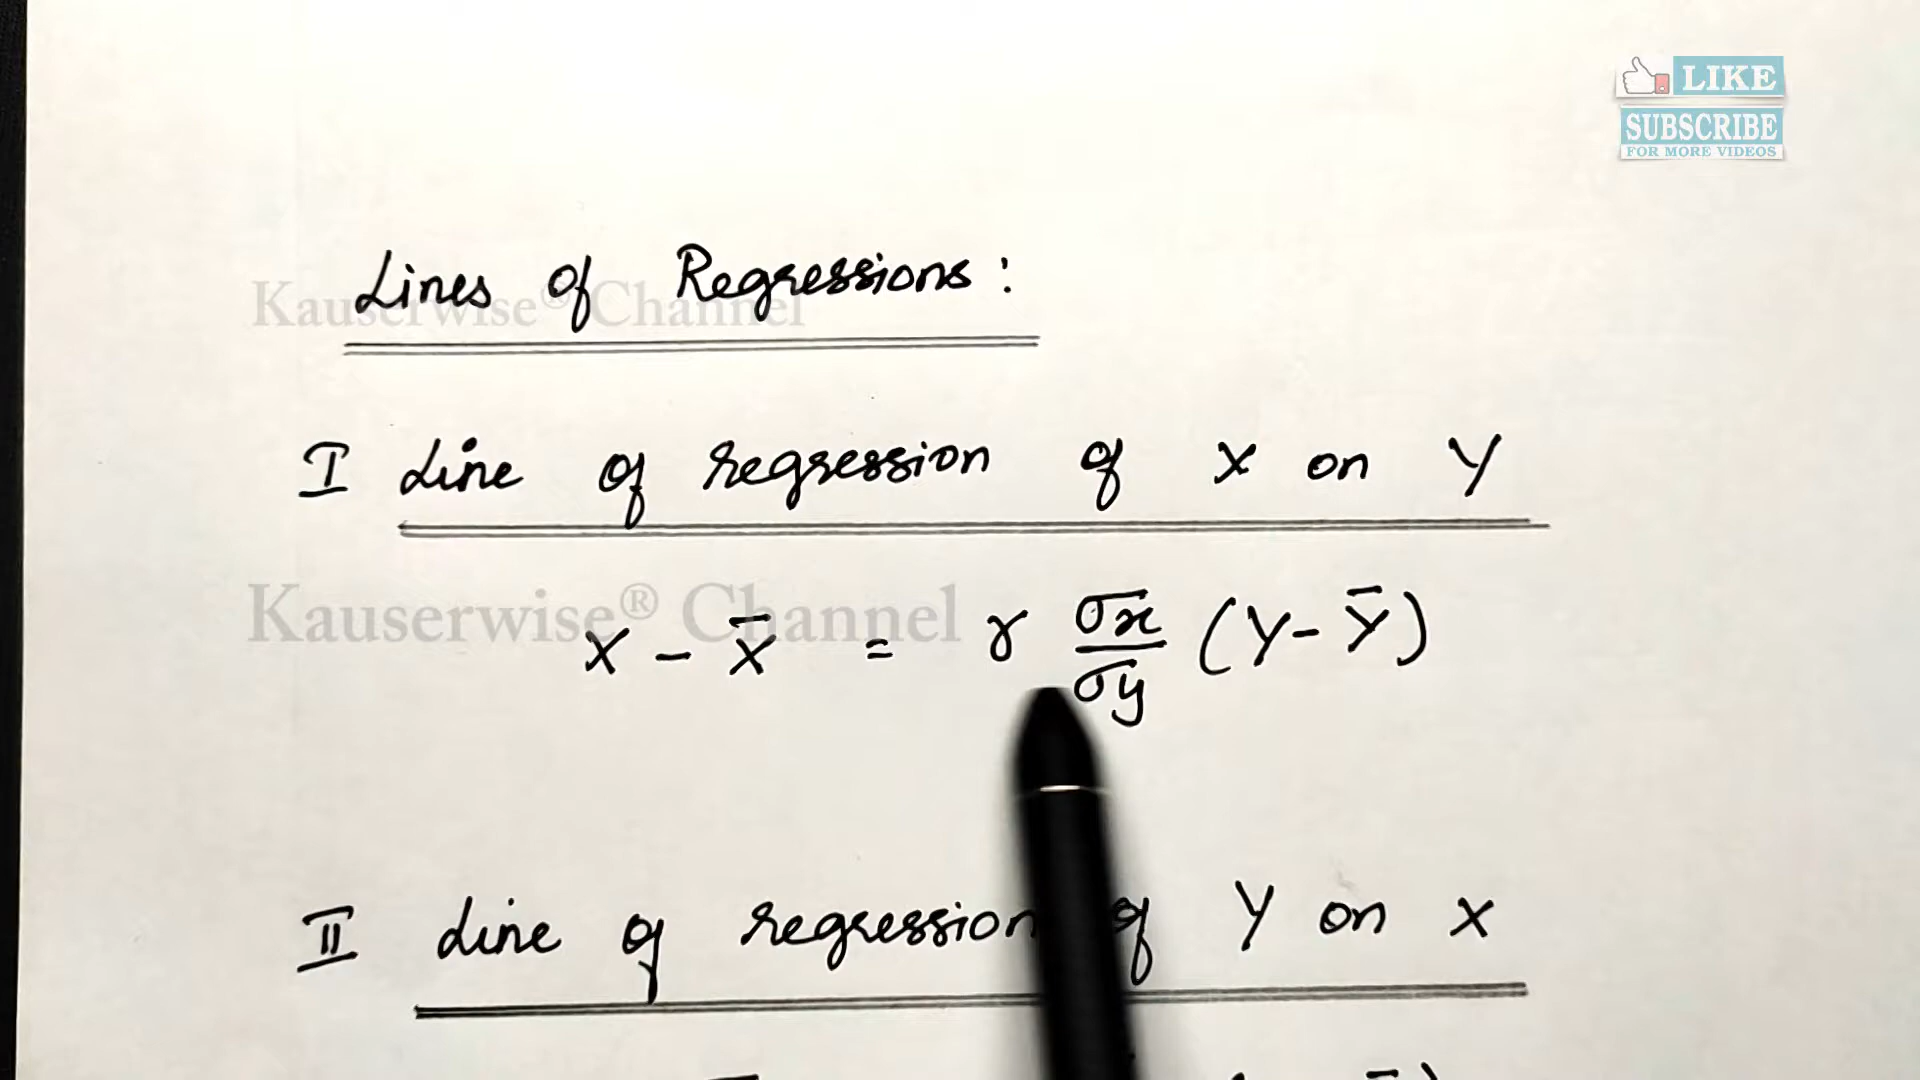 LIKE
SUBSCRIBE
FOR MORE VIDEOS
Lines of Regressions :
Kauserwise® Channel
I Line of regression of X on Y
Kauserwise® Channel
X - X̄ = r σx/σy (Y - Ȳ)
II Line of regression of Y on X